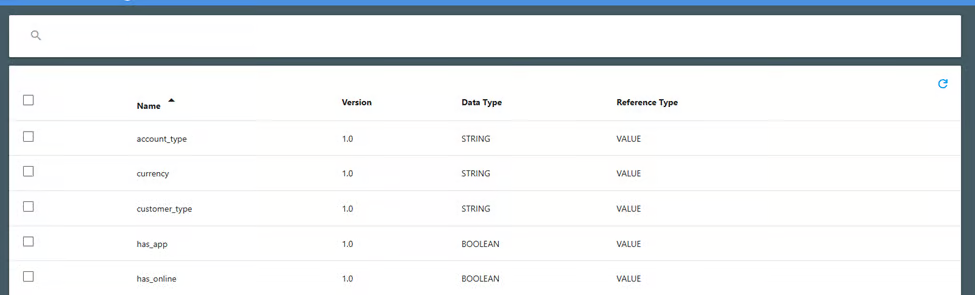 Name Version Data Type Reference Type
account_type 1.0 STRING VALUE
currency 1.0 STRING VALUE
customer_type 1.0 STRING VALUE
has_app 1.0 BOOLEAN VALUE
has_online 1.0 BOOLEAN VALUE